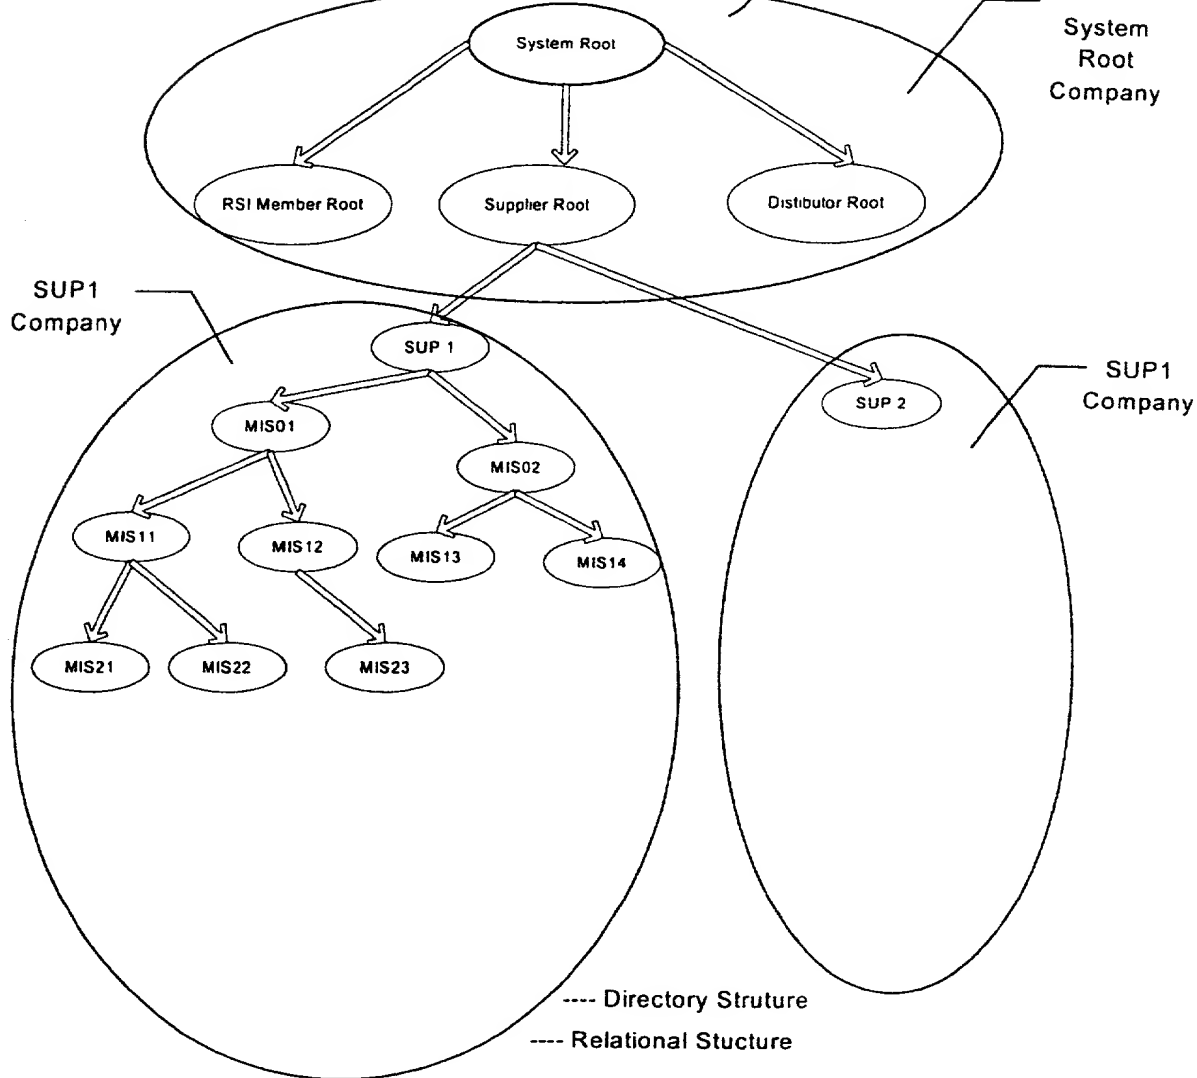 System Root
System
Root
Company
RSI Member Root
Supplier Root
Distibutor Root
SUP1
Company
SUP 1
SUP1
Company
SUP 2
MIS01
MIS02
MIS11
MIS12
MIS13
MIS14
MIS21
MIS22
MIS23
---- Directory Struture
---- Relational Stucture